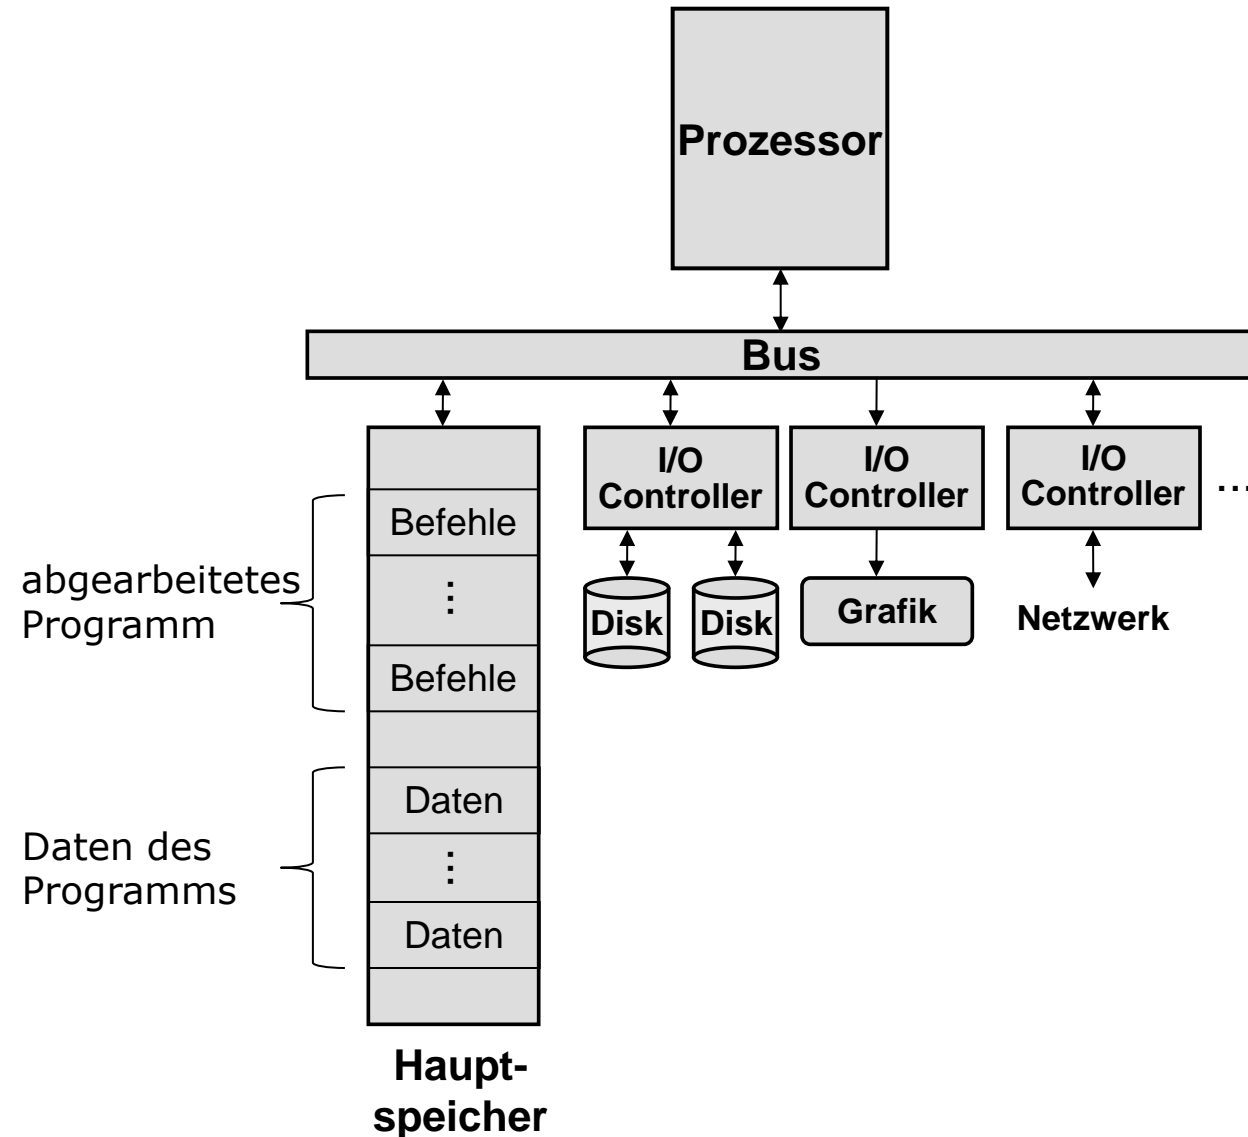 Prozessor
Bus
I/O
Controller
I/O
Controller
I/O
Controller
...
Befehle
⋮
Befehle
abgearbeitetes
Programm
Disk
Disk
Grafik
Netzwerk
Daten
⋮
Daten
Daten des
Programms
Haupt-
speicher